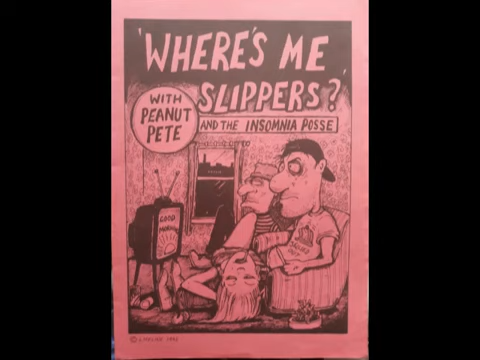 'WHERE'S ME
SLIPPERS?'
WITH
PEANUT
PETE
AND THE INSOMNIA POSSE
GOOD
MORNING